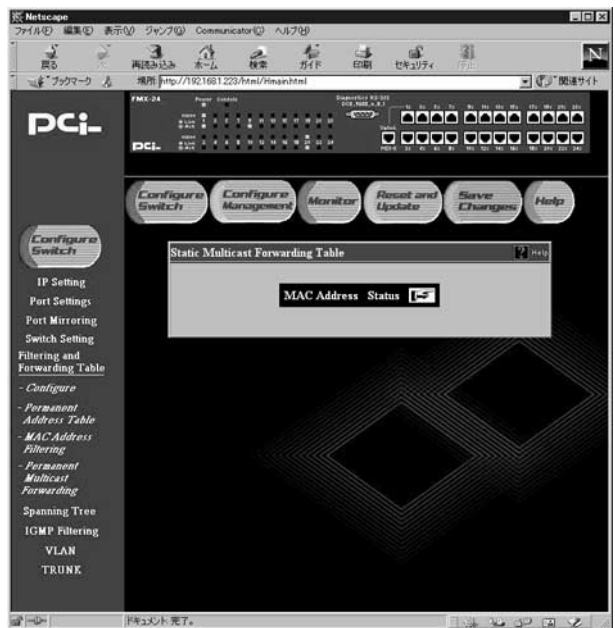 Netscape
ファイル(F) 編集(E) 表示(V) ジャンプ(G) Communicator(C) ヘルプ(H)
戻る 再読み込み ホーム 検索 ガイド 印刷 セキュリティ 停止
ブックマーク 場所: http://192.168.1.223/html/Hmain.html 関連サイト
PCi
FMX-24 Power Console Diagnostics RS-232
PCi
Configure Switch Configure Management Monitor Reset and Update Save Changes Help
Configure Switch
Static Multicast Forwarding Table Help
MAC Address Status
IP Setting
Port Settings
Port Mirroring
Switch Setting
Filtering and
Forwarding Table
- Configure
- Permanent
Address Table
- MAC Address
Filtering
- Permanent
Multicast
Forwarding
Spanning Tree
IGMP Filtering
VLAN
TRUNK
ドキュメント: 完了。